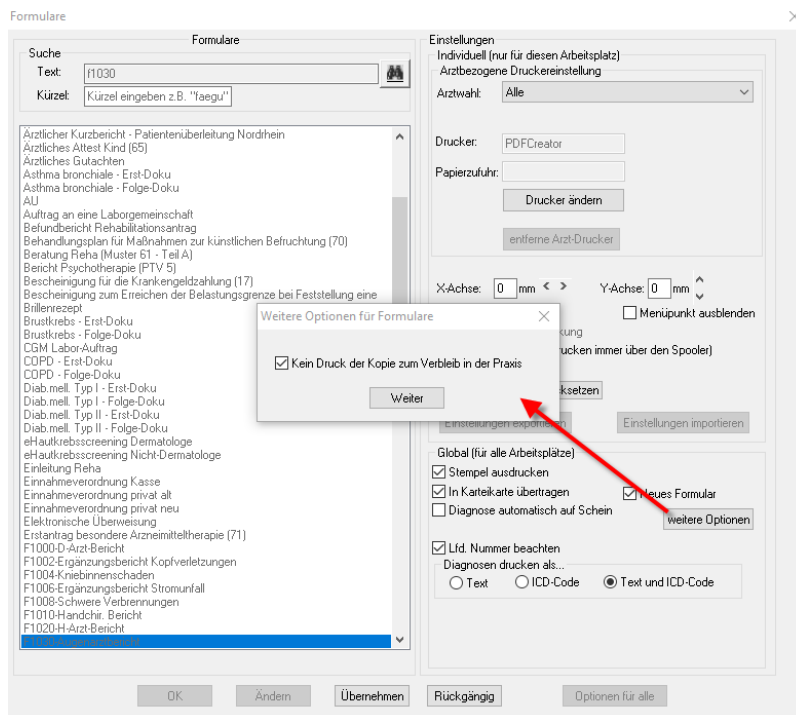 Formulare
Formulare
Suche
Text: f1030
Kürzel: Kürzel eingeben z.B. "faegu"
Ärztlicher Kurzbericht - Patientenüberleitung Nordrhein
Ärztliches Attest Kind (65)
Ärztliches Gutachten
Asthma bronchiale - Erst-Doku
Asthma bronchiale - Folge-Doku
AU
Auftrag an eine Laborgemeinschaft
Befundbericht Rehabilitationsantrag
Behandlungsplan für Maßnahmen zur künstlichen Befruchtung (70)
Beratung Reha (Muster 61 - Teil A)
Bericht Psychotherapie (PTV 5)
Bescheinigung für die Krankengeldzahlung (17)
Bescheinigung zum Erreichen der Belastungsgrenze bei Feststellung eine
Brillenrezept
Brustkrebs - Erst-Doku
Brustkrebs - Folge-Doku
CGM Labor-Auftrag
COPD - Erst-Doku
COPD - Folge-Doku
Diab.mell. Typ I - Erst-Doku
Diab.mell. Typ I - Folge-Doku
Diab.mell. Typ II - Erst-Doku
Diab.mell. Typ II - Folge-Doku
eHautkrebsscreening Dermatologe
eHautkrebsscreening Nicht-Dermatologe
Einleitung Reha
Einnahmeverordnung Kasse
Einnahmeverordnung privat alt
Einnahmeverordnung privat neu
Elektronische Überweisung
Erstantrag besondere Arzneimitteltherapie (71)
F1000-D-Arzt-Bericht
F1002-Ergänzungsbericht Kopfverletzungen
F1004-Kniebinnenschaden
F1006-Ergänzungsbericht Stromunfall
F1008-Schwere Verbrennungen
F1010-Handchir. Bericht
F1020-H-Arzt-Bericht
F1030-Augenarztbericht
Einstellungen
Individuell (nur für diesen Arbeitsplatz)
Arztbezogene Druckereinstellung
Arztwahl: Alle
Drucker: PDFCreator
Papierzufuhr:
Drucker ändern
entferne Arzt-Drucker
X-Achse: 0 mm < > Y-Achse: 0 mm
Menüpunkt ausblenden
kung
rucken immer über den Spooler)
ksetzen
Einstellungen exportieren Einstellungen importieren
Weitere Optionen für Formulare
Kein Druck der Kopie zum Verbleib in der Praxis
Weiter
Global (für alle Arbeitsplätze)
Stempel ausdrucken
In Karteikarte übertragen Neues Formular
Diagnose automatisch auf Schein weitere Optionen
Lfd. Nummer beachten
Diagnosen drucken als...
Text ICD-Code Text und ICD-Code
OK Ändern Übernehmen Rückgängig Optionen für alle